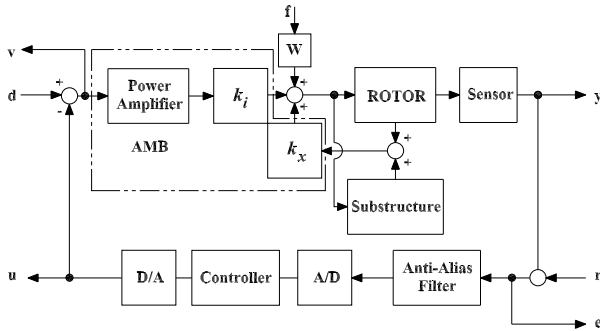 f
v
W
d
+
-
Power
Amplifier
k_i
+
+
ROTOR
Sensor
y
AMB
k_x
+
+
Substructure
u
D/A
Controller
A/D
Anti-Alias
Filter
n
e